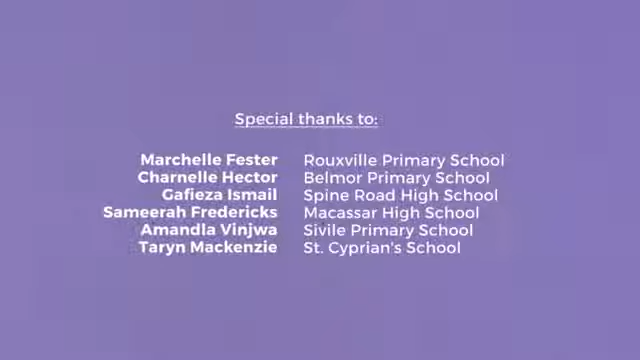 Special thanks to:
Marchelle Fester Rouxville Primary School
Charnelle Hector Belmor Primary School
Gafieza Ismail Spine Road High School
Sameerah Fredericks Macassar High School
Amandla Vinjwa Sivile Primary School
Taryn Mackenzie St. Cyprian's School